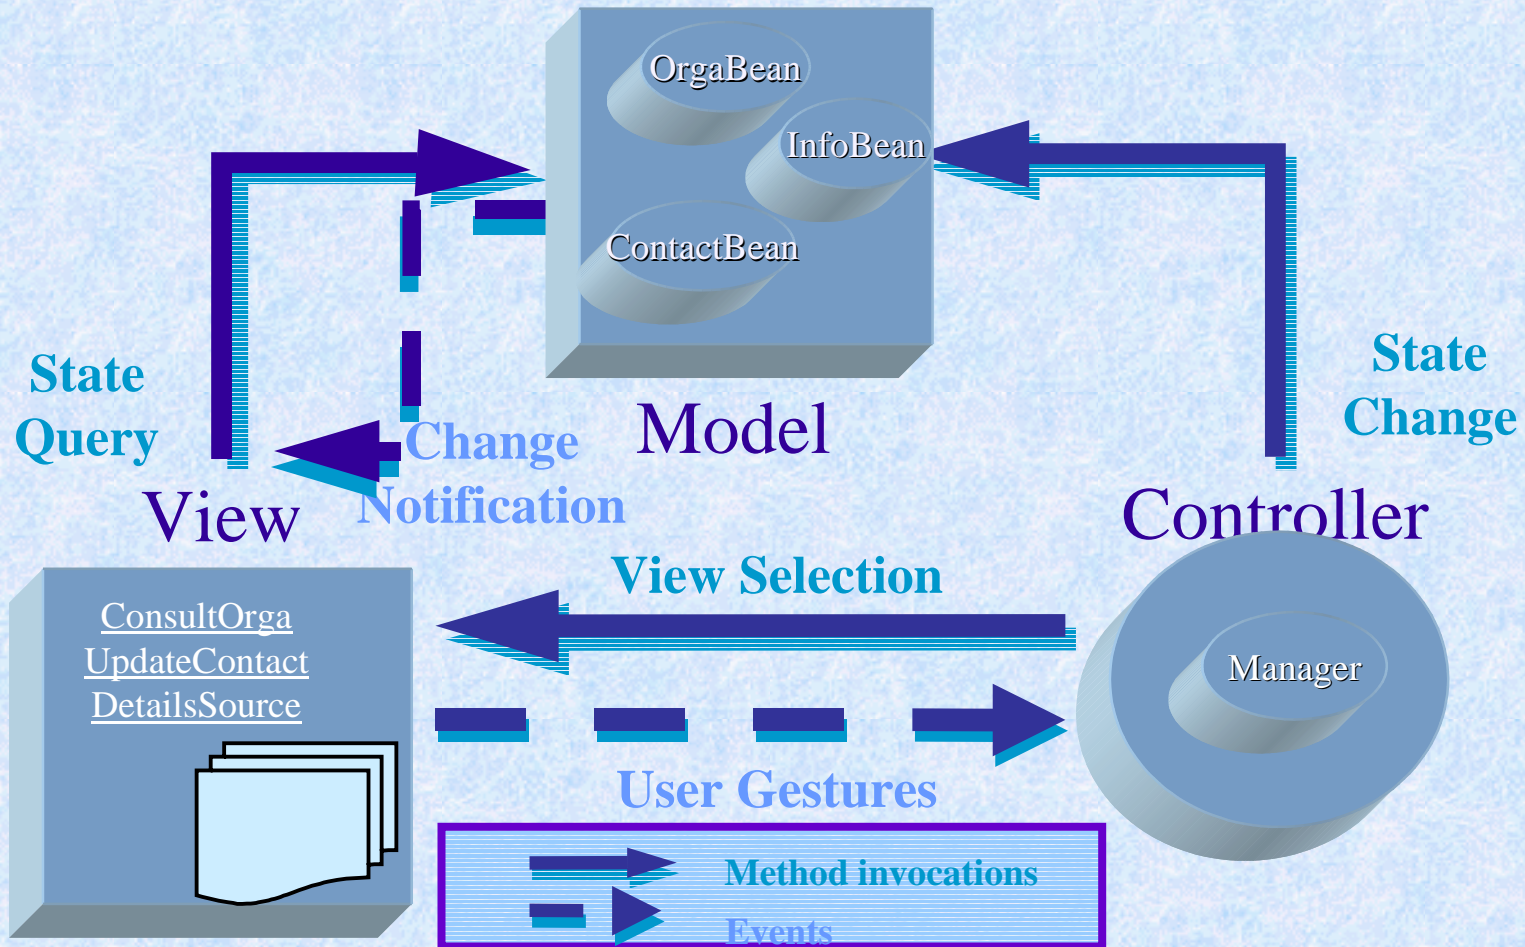 OrgaBean
InfoBean
ContactBean
Model
State
Query
State
Change
Change
Notification
View
Controller
View Selection
ConsultOrga
UpdateContact
DetailsSource
Manager
User Gestures
Method invocations
Events